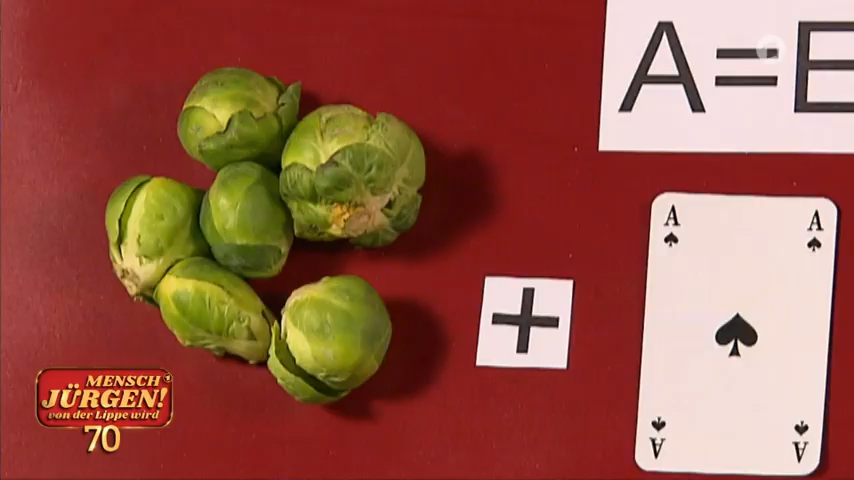 A=E
A
A
+
A
A
MENSCH
JÜRGEN!
von der Lippe wird
70